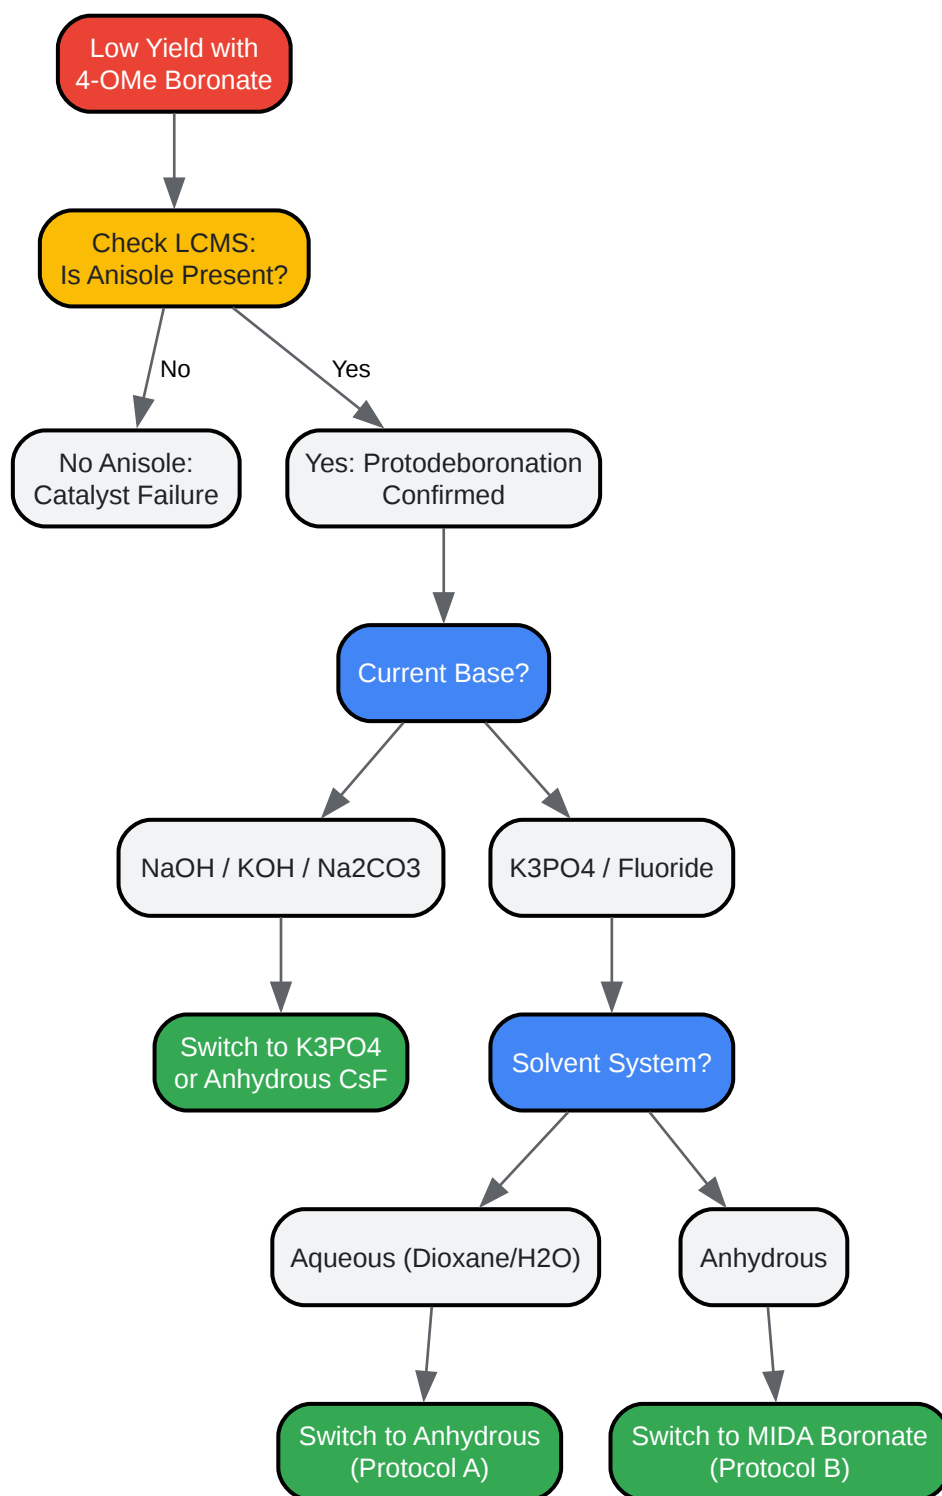 Low Yield with
4-OMe Boronate
Check LCMS:
Is Anisole Present?
No
Yes
No Anisole:
Catalyst Failure
Yes: Protodeboronation
Confirmed
Current Base?
NaOH / KOH / Na2CO3
K3PO4 / Fluoride
Switch to K3PO4
or Anhydrous CsF
Solvent System?
Aqueous (Dioxane/H2O)
Anhydrous
Switch to Anhydrous
(Protocol A)
Switch to MIDA Boronate
(Protocol B)